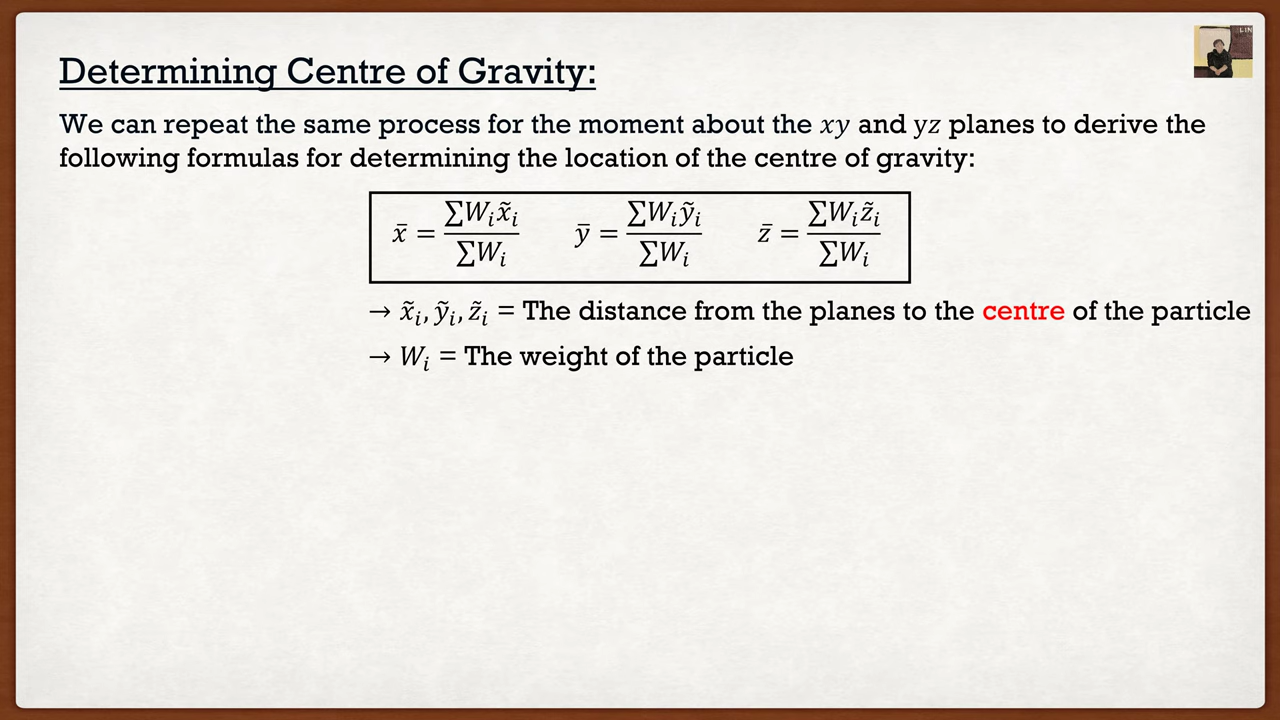 LIN
Determining Centre of Gravity:
We can repeat the same process for the moment about the 𝑥𝑦 and y𝑧 planes to derive the
following formulas for determining the location of the centre of gravity:
x̄ = ∑Wᵢx̃ᵢ / ∑Wᵢ ȳ = ∑Wᵢỹᵢ / ∑Wᵢ z̄ = ∑Wᵢz̃ᵢ / ∑Wᵢ
→ x̃ᵢ, ỹᵢ, z̃ᵢ = The distance from the planes to the centre of the particle
→ Wᵢ = The weight of the particle